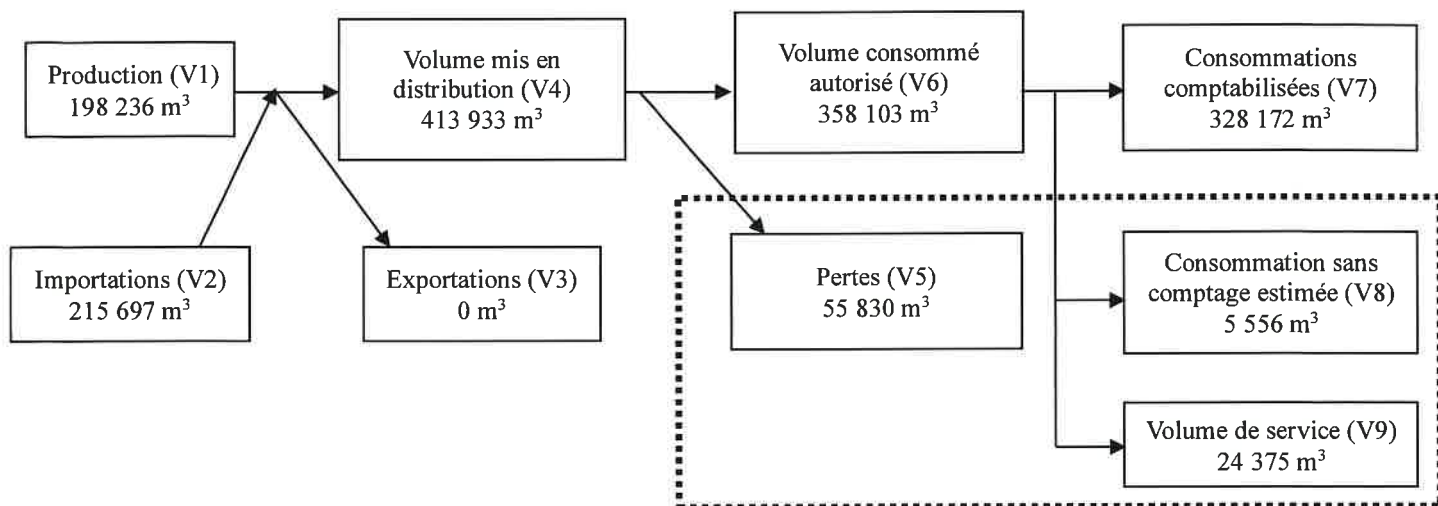 Production (V1)
198 236 m³
Volume mis en
distribution (V4)
413 933 m³
Volume consommé
autorisé (V6)
358 103 m³
Consommations
comptabilisées (V7)
328 172 m³
Importations (V2)
215 697 m³
Exportations (V3)
0 m³
Pertes (V5)
55 830 m³
Consommation sans
comptage estimée (V8)
5 556 m³
Volume de service (V9)
24 375 m³